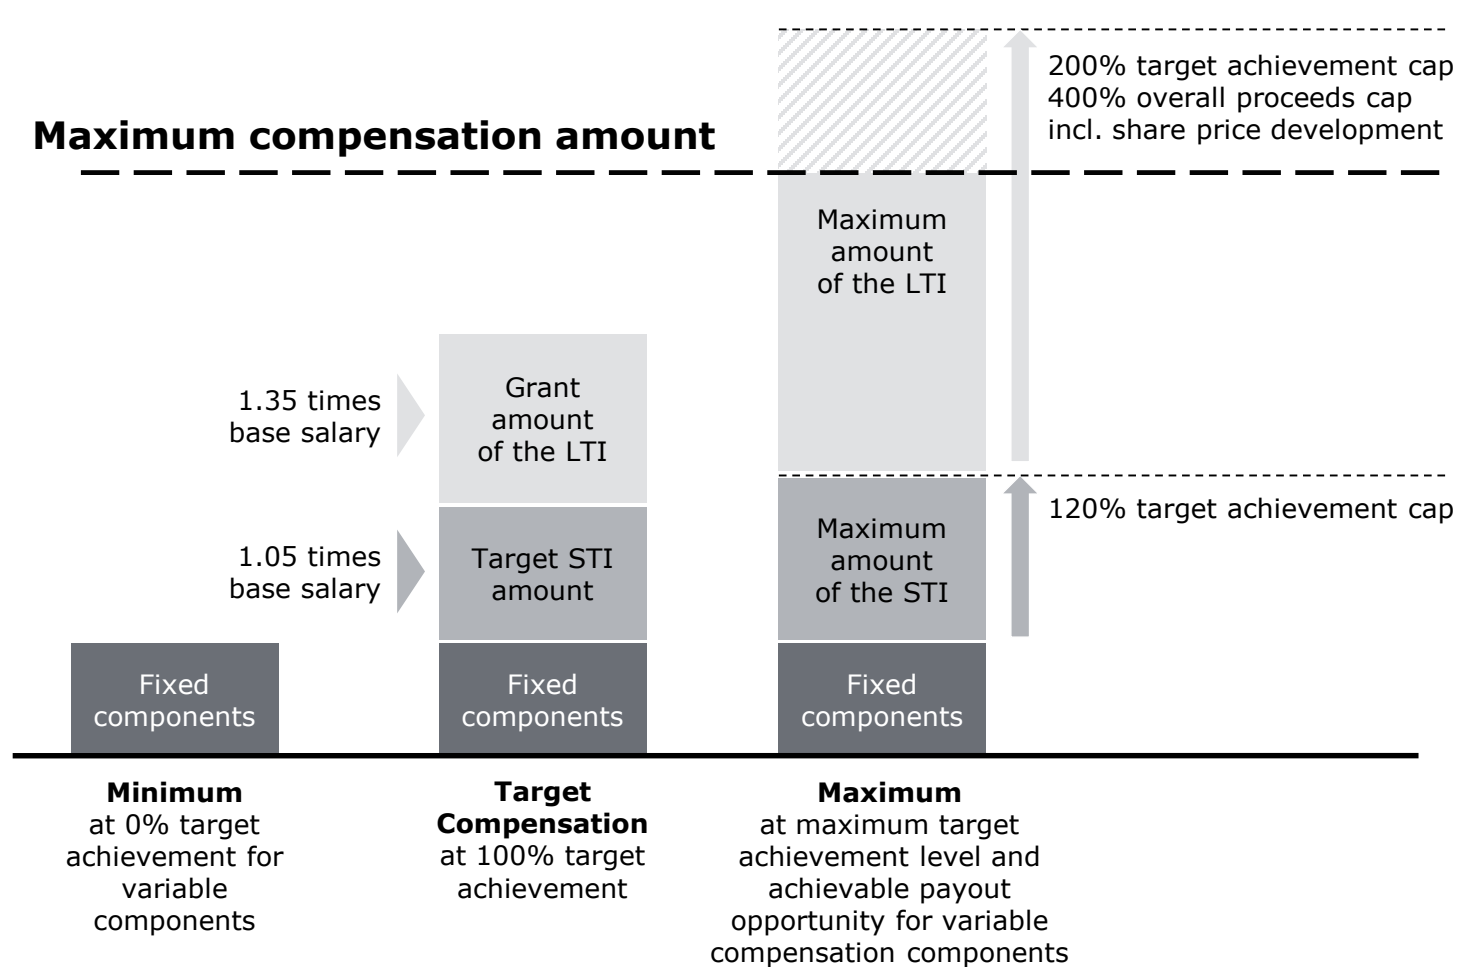 200% target achievement cap
400% overall proceeds cap
incl. share price development
Maximum compensation amount
Maximum
amount
of the LTI
1.35 times
base salary
Grant
amount
of the LTI
120% target achievement cap
1.05 times
base salary
Target STI
amount
Maximum
amount
of the STI
Fixed
components
Fixed
components
Fixed
components
Minimum
at 0% target
achievement for
variable
components
Target
Compensation
at 100% target
achievement
Maximum
at maximum target
achievement level and
achievable payout
opportunity for variable
compensation components